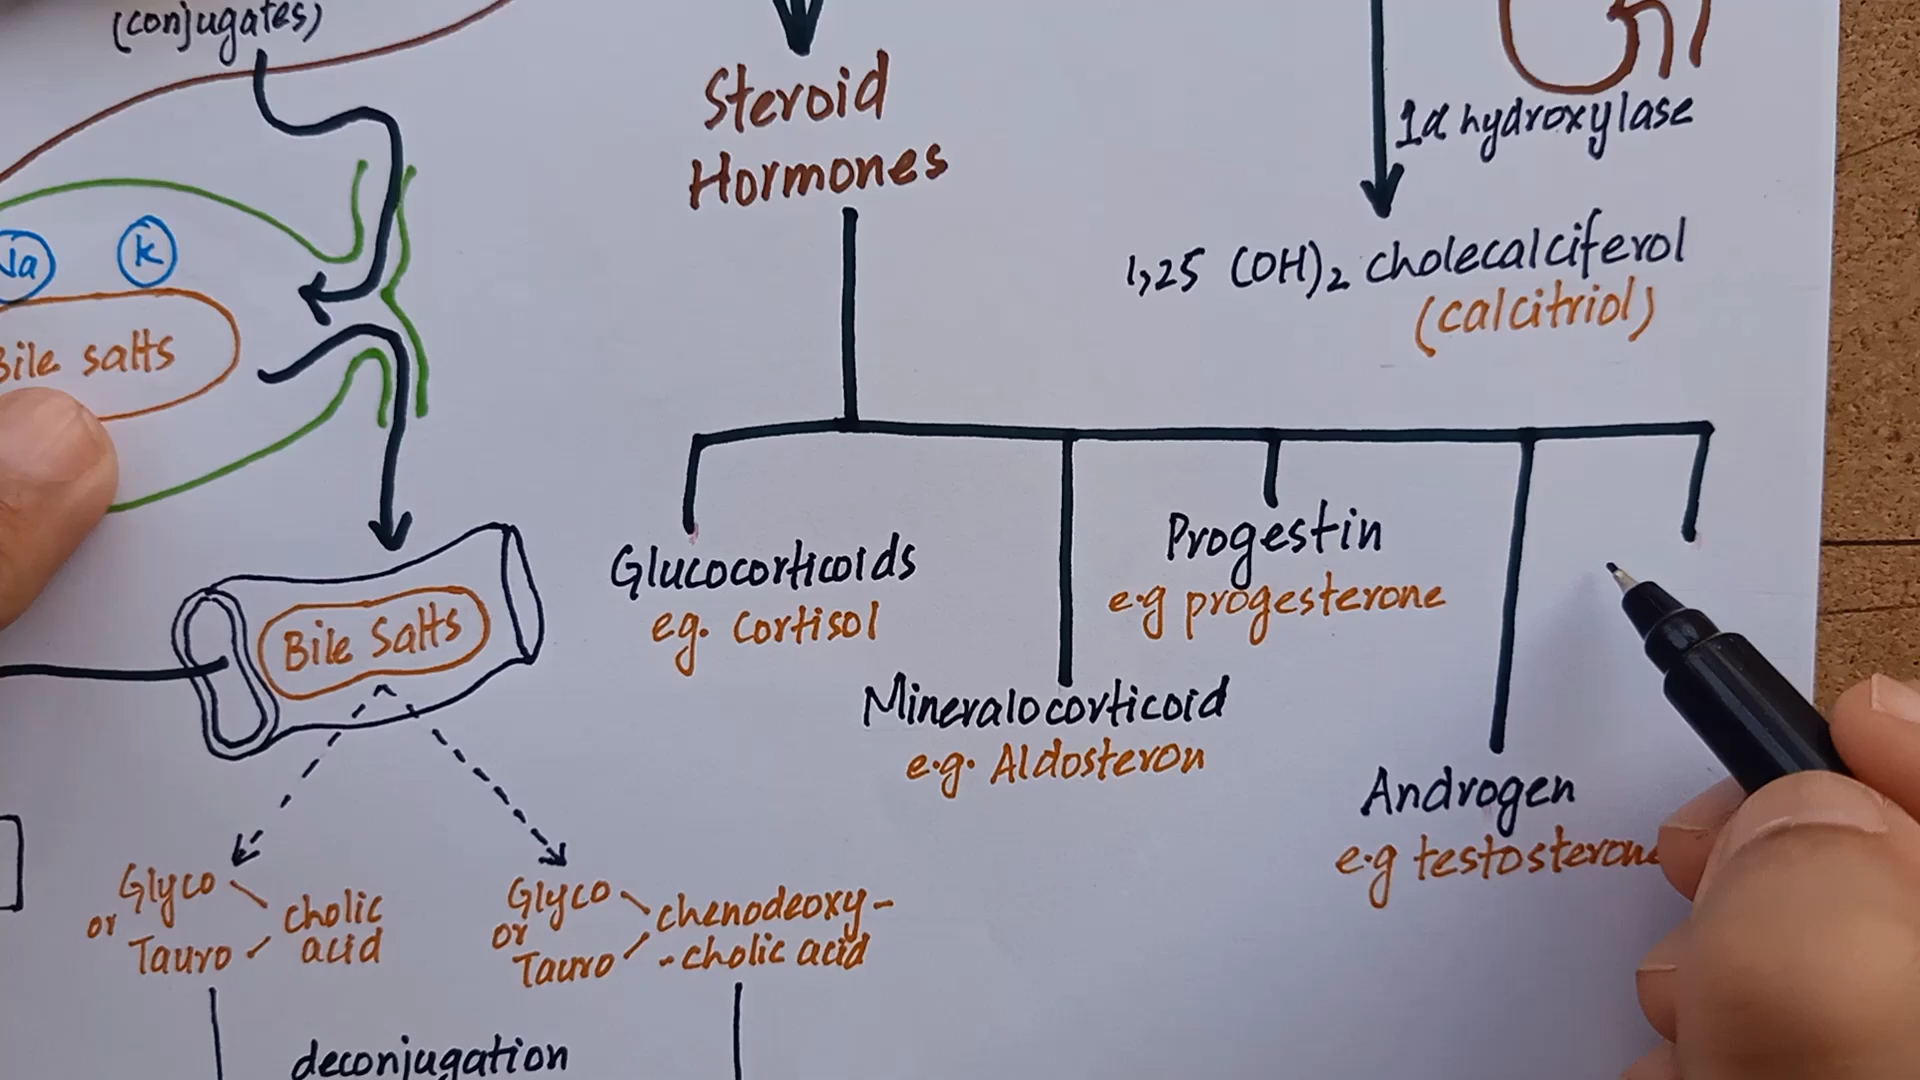 (conjugates)
Steroid
Hormones
1α hydroxylase
1,25 (OH)₂ cholecalciferol
(calcitriol)
K
Bile salts
Glucocorticoids
eg. Cortisol
Progestin
e.g progesterone
Mineralocorticoid
e.g. Aldosteron
Androgen
e.g testosterone
Bile Salts
Glyco
or
Tauro
cholic
acid
Glyco
or
Tauro
chenodeoxy-
-cholic acid
deconjugation